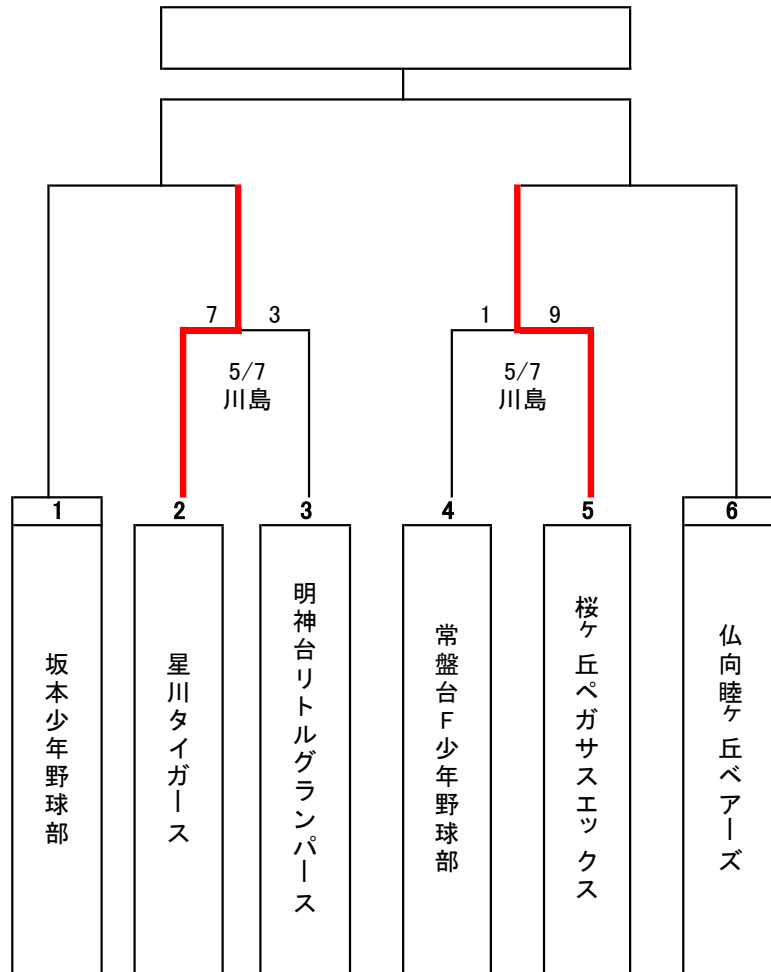 7 3
1 9
5/7
川島
5/7
川島
1
2
3
4
5
6
坂本少年野球部
星川タイガース
明神台リトルグランパース
常盤台F少年野球部
桜ヶ丘ペガサスエックス
仏向睦ヶ丘ベアーズ